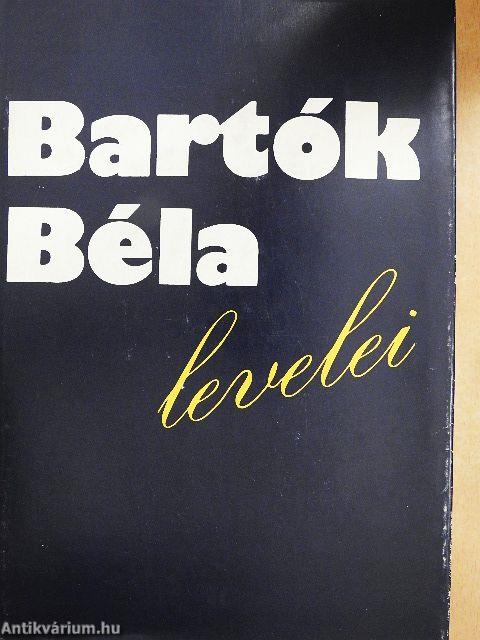 Bartók
Béla
levelei
Antikvárium.hu